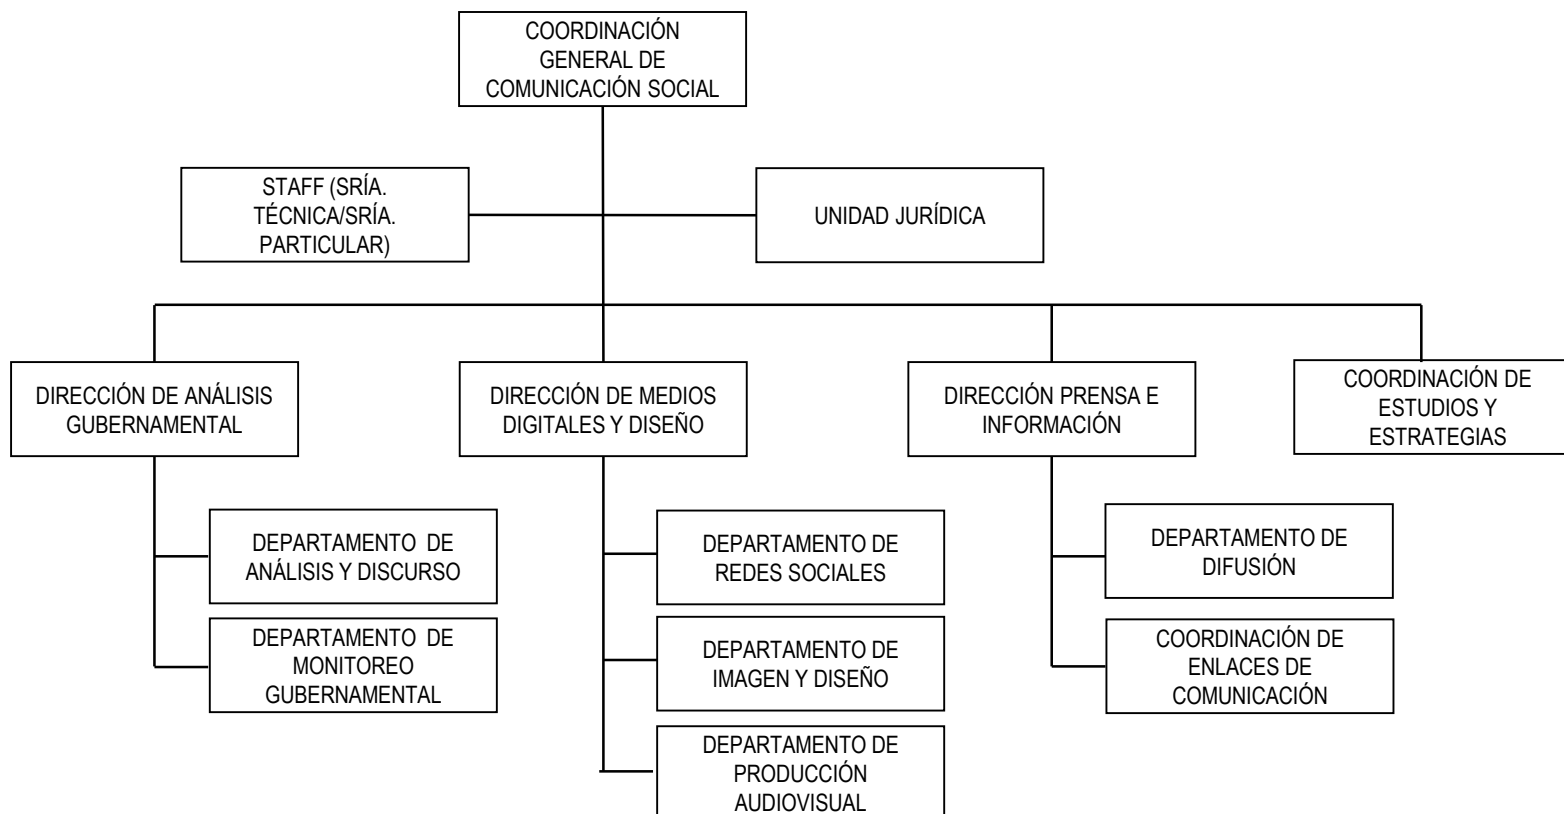 COORDINACIÓN
GENERAL DE
COMUNICACIÓN SOCIAL
STAFF (SRÍA.
TÉCNICA/SRÍA.
PARTICULAR)
UNIDAD JURÍDICA
DIRECCIÓN DE ANÁLISIS
GUBERNAMENTAL
DIRECCIÓN DE MEDIOS
DIGITALES Y DISEÑO
DIRECCIÓN PRENSA E
INFORMACIÓN
COORDINACIÓN DE
ESTUDIOS Y
ESTRATEGIAS
DEPARTAMENTO DE
ANÁLISIS Y DISCURSO
DEPARTAMENTO DE
MONITOREO
GUBERNAMENTAL
DEPARTAMENTO DE
REDES SOCIALES
DEPARTAMENTO DE
IMAGEN Y DISEÑO
DEPARTAMENTO DE
PRODUCCIÓN
AUDIOVISUAL
DEPARTAMENTO DE
DIFUSIÓN
COORDINACIÓN DE
ENLACES DE
COMUNICACIÓN